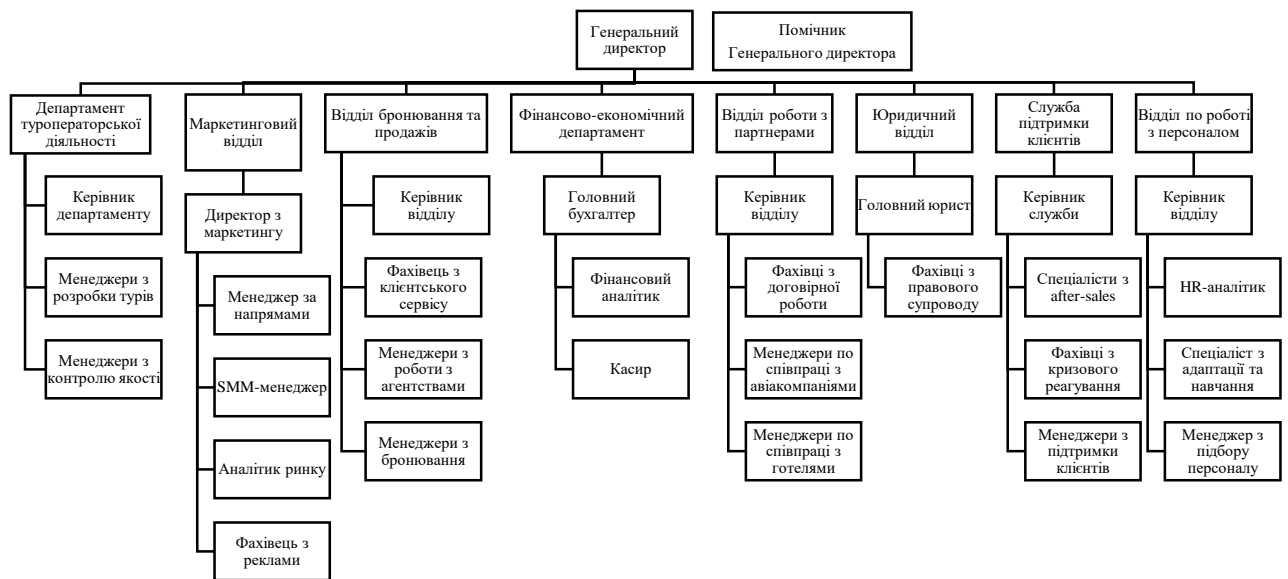 Генеральний
директор
Помічник
Генерального директора
Департамент
туроператорської
діяльності
Маркетинговий
відділ
Відділ бронювання та
продажів
Фінансово-економічний
департамент
Відділ роботи з
партнерами
Юридичний
відділ
Служба
підтримки
клієнтів
Відділ по роботі
з персоналом
Керівник
департаменту
Менеджери з
розробки турів
Менеджери з
контролю якості
Директор з
маркетингу
Менеджер за
напрямами
SMM-менеджер
Аналітик ринку
Фахівець з
реклами
Керівник
відділу
Фахівець з
клієнтського
сервісу
Менеджери з
роботи з
агентствами
Менеджери з
бронювання
Головний
бухгалтер
Фінансовий
аналітик
Касир
Керівник
відділу
Фахівці з
договірної
роботи
Менеджери по
співпраці з
авіакомпаніями
Менеджери по
співпраці з
готелями
Головний юрист
Фахівці з
правового
супроводу
Керівник
служби
Спеціалісти з
after-sales
Фахівці з
кризового
реагування
Менеджери з
підтримки
клієнтів
Керівник
відділу
HR-аналітик
Спеціаліст з
адаптації та
навчання
Менеджер з
підбору
персоналу